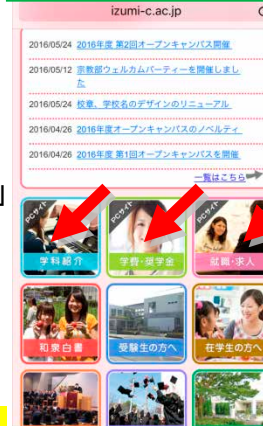 izumi-c.ac.jp
2016/05/24 2016年度 第2回オープンキャンパス開催
2016/05/12 宗教部ウェルカムパーティーを開催しまし
た
2016/05/24 校章、学校名のデザインのリニューアル
2016/04/26 2016年度オープンキャンパスのノベルティ
2016/04/26 2016年度 第1回オープンキャンパスを開催
一覧はこちら
」
PCサイト PCサイト PCサイト
学科紹介 学費・奨学金 就職・求人
和泉白書 受験生の方へ 在学生の方へ